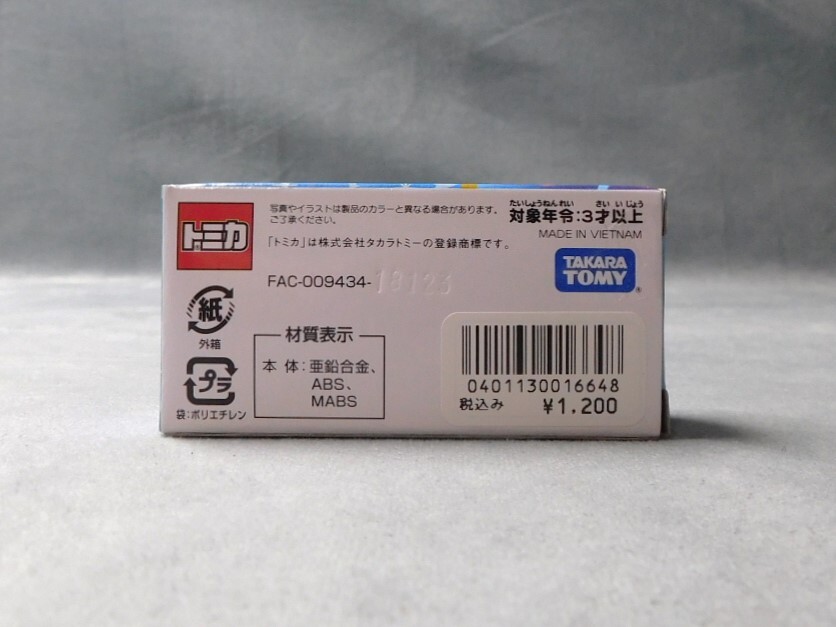 トミカ
写真やイラストは製品のカラーと異なる場合があります。
ご了承ください。
「トミカ」は株式会社タカラトミーの登録商標です。
たいしょうねんれい さい いじょう
対象年令:3才以上
MADE IN VIETNAM
TAKARA
TOMY
FAC-009434-
紙
外箱
プラ
袋:ポリエチレン
材質表示
本 体:亜鉛合金、
ABS、
MABS
0401130016648
税込み ¥1,200